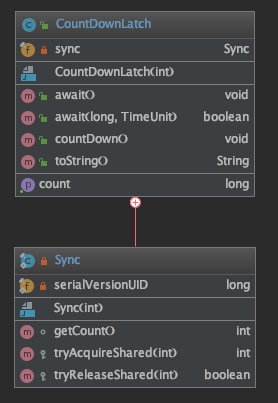 CountDownLatch
sync Sync
CountDownLatch(int)
await() void
await(long, TimeUnit) boolean
countDown() void
toString() String
count long
Sync
serialVersionUID long
Sync(int)
getCount() int
tryAcquireShared(int) int
tryReleaseShared(int) boolean